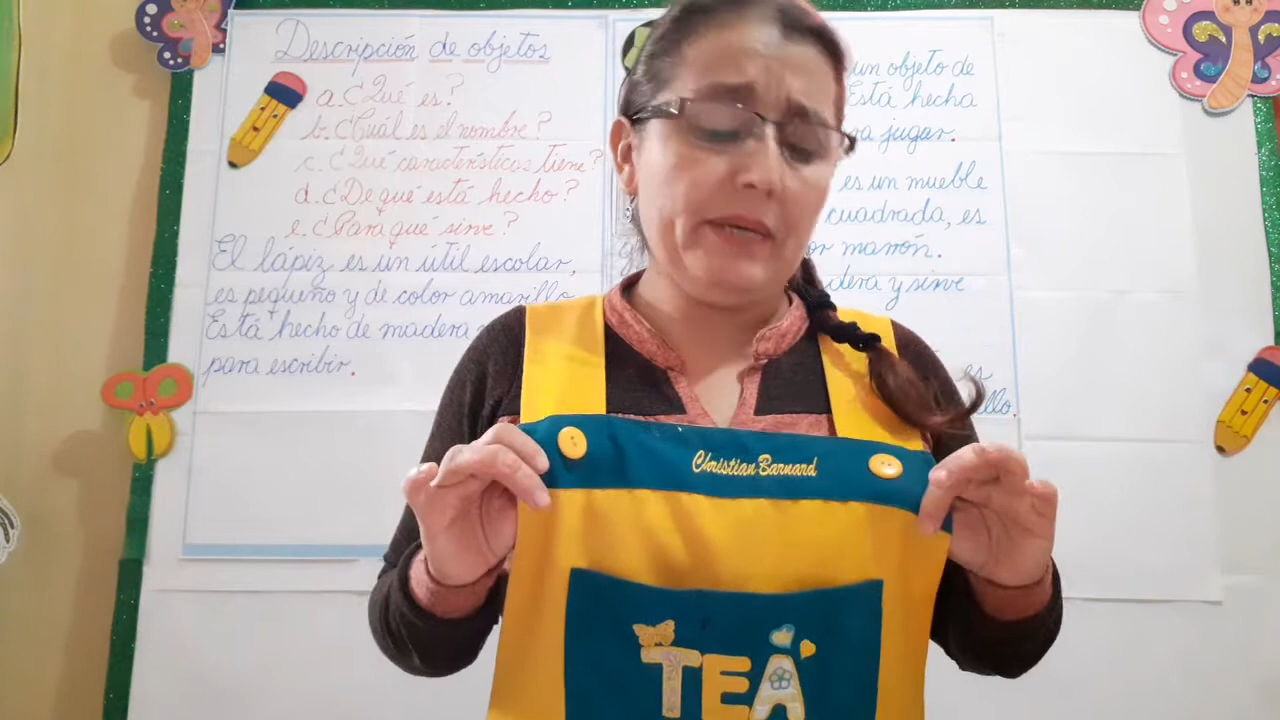 Descripción de objetos
a. ¿Qué es?
b. ¿Cuál es el nombre?
c. ¿Qué características tiene?
d. ¿De qué está hecho?
e. ¿Para qué sirve?
El lápiz es un útil escolar,
es pequeño y de color amarillo
Está hecho de madera
para escribir.
un objeto de
Está hecha
jugar.
es un mueble
cuadrada, es
marrón.
y sirve
es
Christian Barnard
TEA